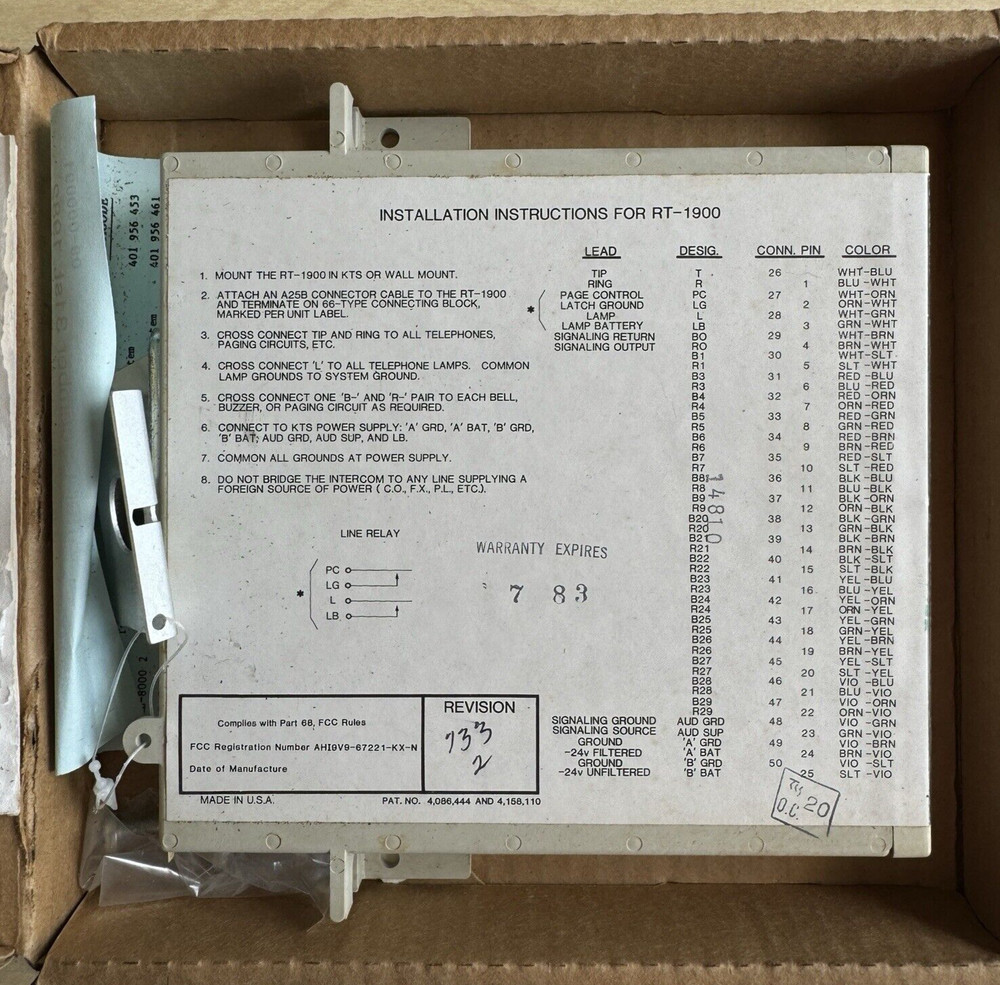 INSTALLATION INSTRUCTIONS FOR RT-1900
1. MOUNT THE RT-1900 IN KTS OR WALL MOUNT.
2. ATTACH AN A25B CONNECTOR CABLE TO THE RT-1900
AND TERMINATE ON 66-TYPE CONNECTING BLOCK,
MARKED PER UNIT LABEL.
3. CROSS CONNECT TIP AND RING TO ALL TELEPHONES,
PAGING CIRCUITS, ETC.
4. CROSS CONNECT 'L' TO ALL TELEPHONE LAMPS. COMMON
LAMP GROUNDS TO SYSTEM GROUND.
5. CROSS CONNECT ONE 'B-' AND 'R-' PAIR TO EACH BELL,
BUZZER, OR PAGING CIRCUIT AS REQUIRED.
6. CONNECT TO KTS POWER SUPPLY: 'A' GRD, 'A' BAT, 'B' GRD,
'B' BAT; AUD GRD, AUD SUP, AND LB.
7. COMMON ALL GROUNDS AT POWER SUPPLY.
8. DO NOT BRIDGE THE INTERCOM TO ANY LINE SUPPLYING A
FOREIGN SOURCE OF POWER ( C.O., F.X., P.L., ETC.).
LINE RELAY
*
PC
LG
L
LB
WARRANTY EXPIRES
7 83
Complies with Part 68, FCC Rules
FCC Registration Number AHI9V9-67221-KX-N
Date of Manufacture
REVISION
733
2
MADE IN U.S.A.
PAT. NO. 4,086,444 AND 4,158,110
LEAD DESIG. CONN. PIN COLOR
TIP T 26 WHT-BLU
RING R 1 BLU-WHT
PAGE CONTROL PC 27 WHT-ORN
* LATCH GROUND LG 2 ORN-WHT
LAMP L 28 WHT-GRN
LAMP BATTERY LB 3 GRN-WHT
SIGNALING RETURN BO 29 WHT-BRN
SIGNALING OUTPUT RO 4 BRN-WHT
B1 30 WHT-SLT
R1 5 SLT-WHT
B3 31 RED-BLU
R3 6 BLU-RED
B4 32 RED-ORN
R4 7 ORN-RED
B5 33 RED-GRN
R5 8 GRN-RED
B6 34 RED-BRN
R6 9 BRN-RED
B7 35 RED-SLT
R7 10 SLT-RED
B8 36 BLK-BLU
R8 11 BLU-BLK
B9 37 BLK-ORN
R9 12 ORN-BLK
B20 38 BLK-GRN
R20 13 GRN-BLK
B21 39 BLK-BRN
R21 14 BRN-BLK
B22 40 BLK-SLT
R22 15 SLT-BLK
B23 41 YEL-BLU
R23 16 BLU-YEL
B24 42 YEL-ORN
R24 17 ORN-YEL
B25 43 YEL-GRN
R25 18 GRN-YEL
B26 44 YEL-BRN
R26 19 BRN-YEL
B27 45 YEL-SLT
R27 20 SLT-YEL
B28 46 VIO-BLU
R28 21 BLU-VIO
B29 47 VIO-ORN
R29 22 ORN-VIO
SIGNALING GROUND AUD GRD 48 VIO-GRN
SIGNALING SOURCE AUD SUP 23 GRN-VIO
GROUND 'A' GRD 49 VIO-BRN
-24v FILTERED 'A' BAT 24 BRN-VIO
GROUND 'B' GRD 50 VIO-SLT
-24v UNFILTERED 'B' BAT 25 SLT-VIO
14810
20
O.C.
401 956 453
401 956 461